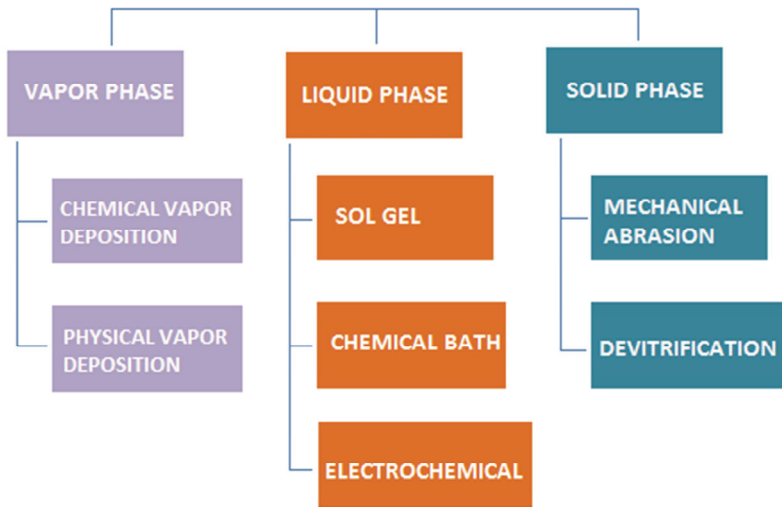 VAPOR PHASE
LIQUID PHASE
SOLID PHASE
CHEMICAL VAPOR
DEPOSITION
PHYSICAL VAPOR
DEPOSITION
SOL GEL
CHEMICAL BATH
ELECTROCHEMICAL
MECHANICAL
ABRASION
DEVITRIFICATION